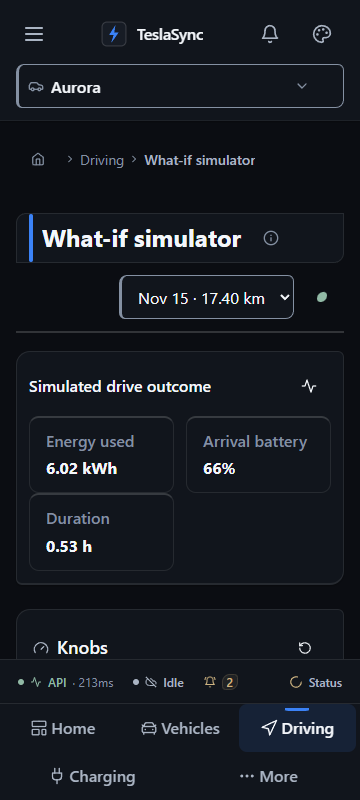 TeslaSync
Aurora
Driving
What-if simulator
What-if simulator
Nov 15 · 17.40 km
Simulated drive outcome
Energy used
6.02 kWh
Arrival battery
66%
Duration
0.53 h
Knobs
API · 213ms
Idle
2
Status
Home
Vehicles
Driving
Charging
More